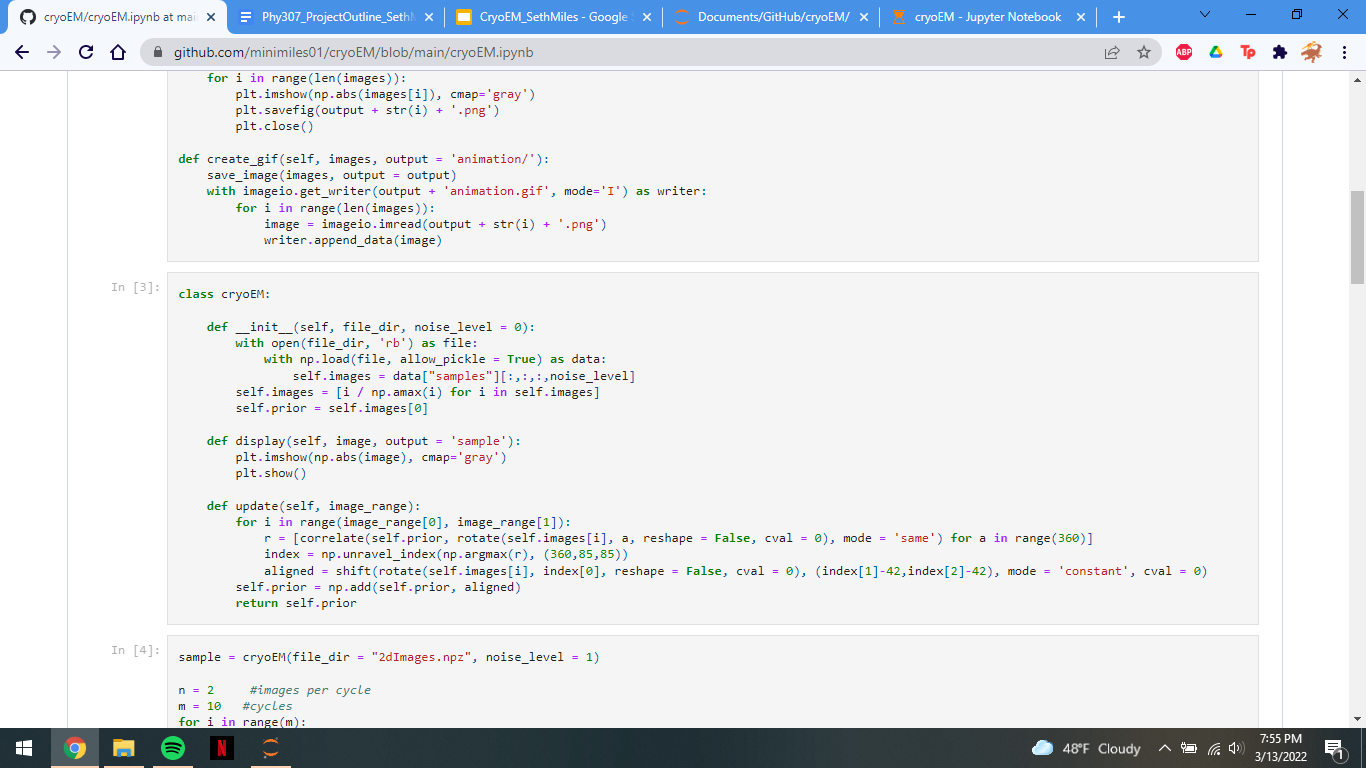 cryoEM/cryoEM.ipynb at mai
Phy307_ProjectOutline_Seth
CryoEM_SethMiles - Google
Documents/GitHub/cryoEM/
cryoEM - Jupyter Notebook
github.com/minimiles01/cryoEM/blob/main/cryoEM.ipynb
ABP
Tp
for i in range(len(images)):
plt.imshow(np.abs(images[i]), cmap='gray')
plt.savefig(output + str(i) + '.png')
plt.close()
def create_gif(self, images, output = 'animation/'):
save_image(images, output = output)
with imageio.get_writer(output + 'animation.gif', mode='I') as writer:
for i in range(len(images)):
image = imageio.imread(output + str(i) + '.png')
writer.append_data(image)
In [3]:
class cryoEM:
def __init__(self, file_dir, noise_level = 0):
with open(file_dir, 'rb') as file:
with np.load(file, allow_pickle = True) as data:
self.images = data["samples"][:,:,:,noise_level]
self.images = [i / np.amax(i) for i in self.images]
self.prior = self.images[0]
def display(self, image, output = 'sample'):
plt.imshow(np.abs(image), cmap='gray')
plt.show()
def update(self, image_range):
for i in range(image_range[0], image_range[1]):
r = [correlate(self.prior, rotate(self.images[i], a, reshape = False, cval = 0), mode = 'same') for a in range(360)]
index = np.unravel_index(np.argmax(r), (360,85,85))
aligned = shift(rotate(self.images[i], index[0], reshape = False, cval = 0), (index[1]-42,index[2]-42), mode = 'constant', cval = 0)
self.prior = np.add(self.prior, aligned)
return self.prior
In [4]:
sample = cryoEM(file_dir = "2dImages.npz", noise_level = 1)
n = 2 #images per cycle
m = 10 #cycles
for i in range(m):
N
48°F Cloudy
7:55 PM
3/13/2022
1